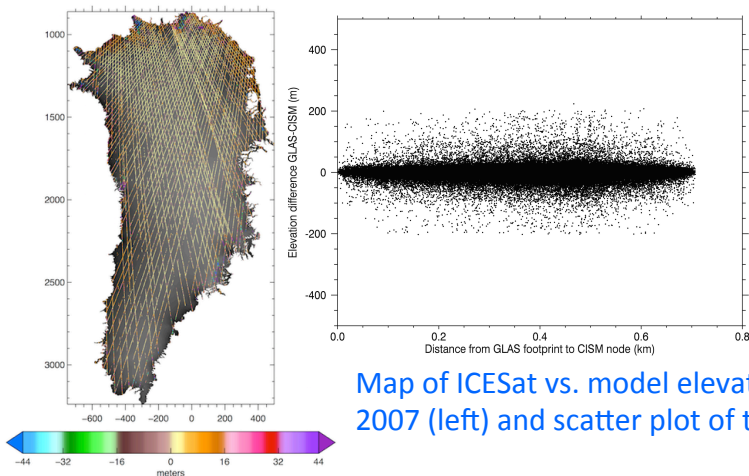 1000
1500
2000
2500
3000
−600 −400 −200 0 200 400
−44 −32 −16 0 16 32 44
meters
Elevation difference GLAS-CISM (m)
400
200
0
-200
-400
0.0 0.2 0.4 0.6 0.8
Distance from GLAS footprint to CISM node (km)
Map of ICESat vs. model elevat
2007 (left) and scatter plot of t